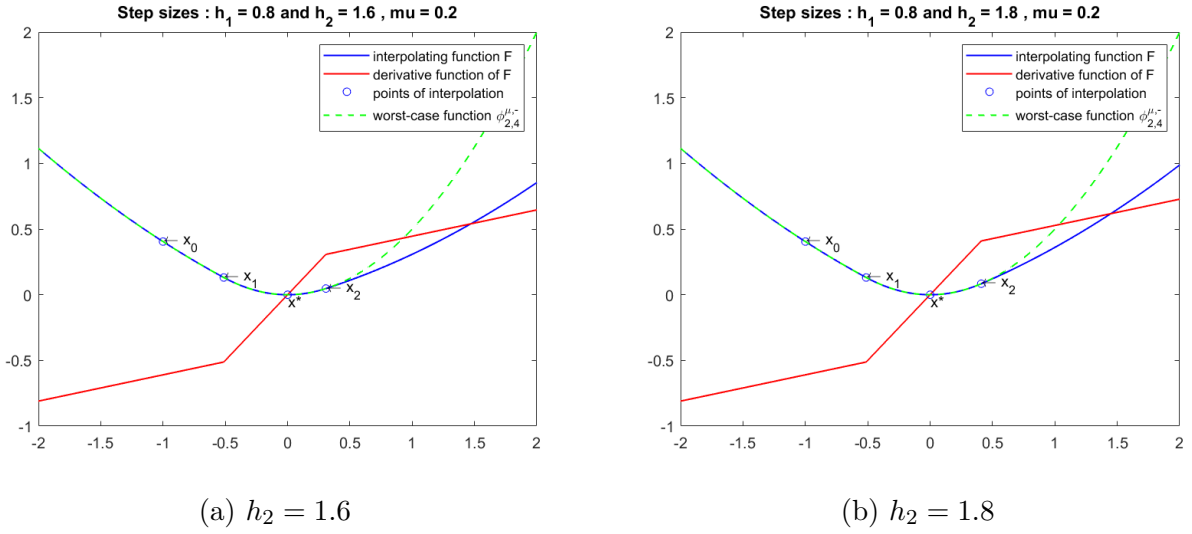 Step sizes : h₁ = 0.8 and h₂ = 1.6 , mu = 0.2
2
1.5
1
0.5
0
-0.5
-1
-2
-1.5
-1
-0.5
0
0.5
1
1.5
2
interpolating function F
derivative function of F
points of interpolation
worst-case function ϕ₂,₄^μ,-
x₀
x₁
x*
x₂
(a) h₂ = 1.6
Step sizes : h₁ = 0.8 and h₂ = 1.8 , mu = 0.2
2
1.5
1
0.5
0
-0.5
-1
-2
-1.5
-1
-0.5
0
0.5
1
1.5
2
interpolating function F
derivative function of F
points of interpolation
worst-case function ϕ₂,₄^μ,-
x₀
x₁
x*
x₂
(b) h₂ = 1.8